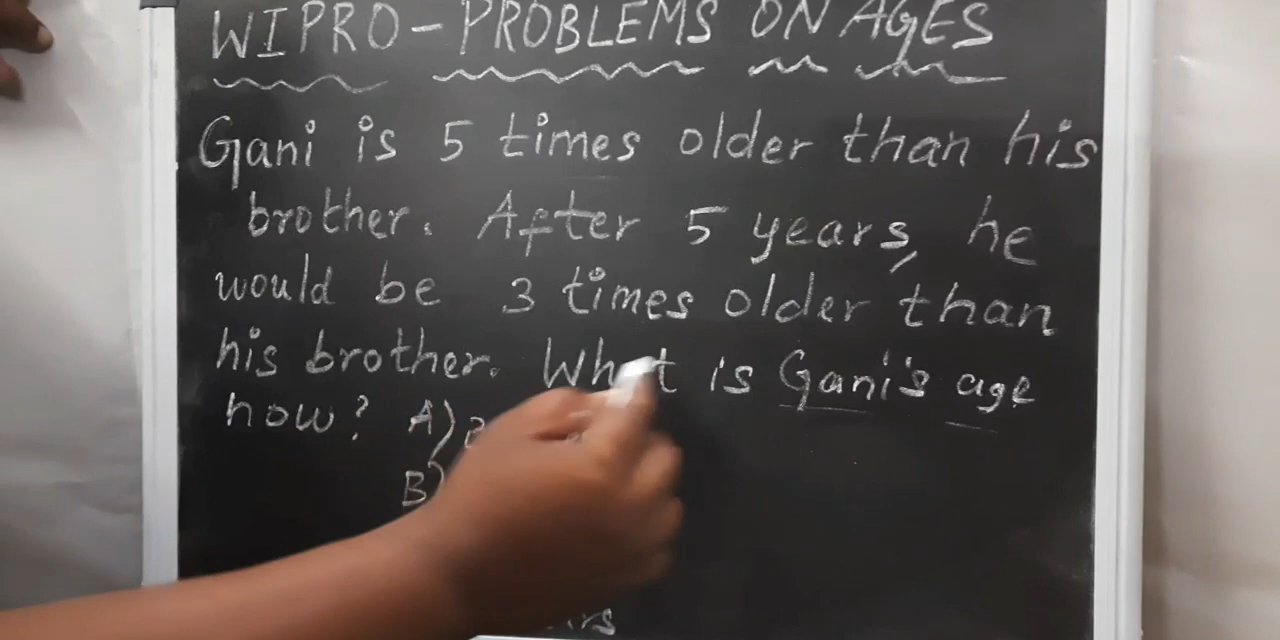 WIPRO - PROBLEMS ON AGES
Gani is 5 times older than his
brother. After 5 years, he
would be 3 times older than
his brother. What is Gani's age
now? A)
B)